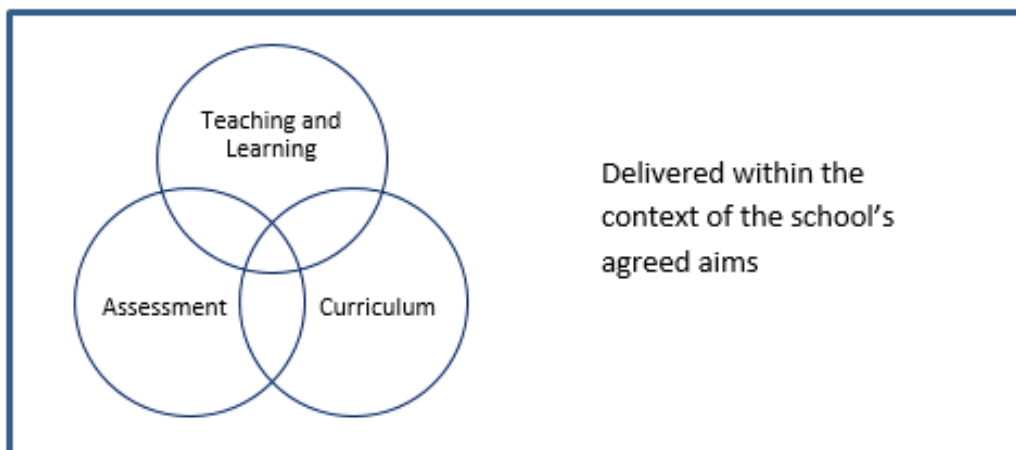 Teaching and
Learning
Assessment
Curriculum
Delivered within the
context of the school’s
agreed aims